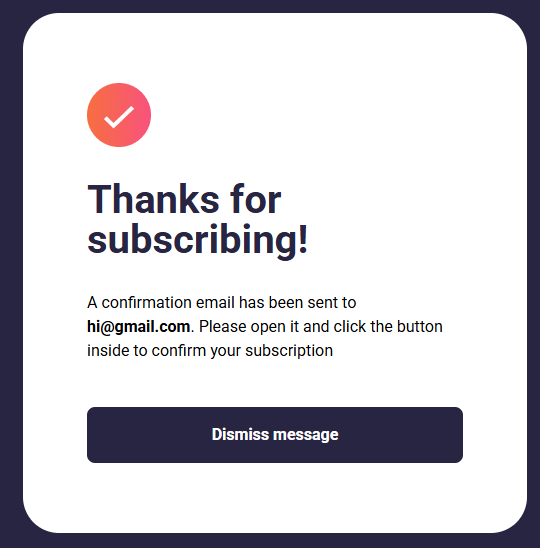 Thanks for
subscribing!
A confirmation email has been sent to
hi@gmail.com. Please open it and click the button
inside to confirm your subscription
Dismiss message